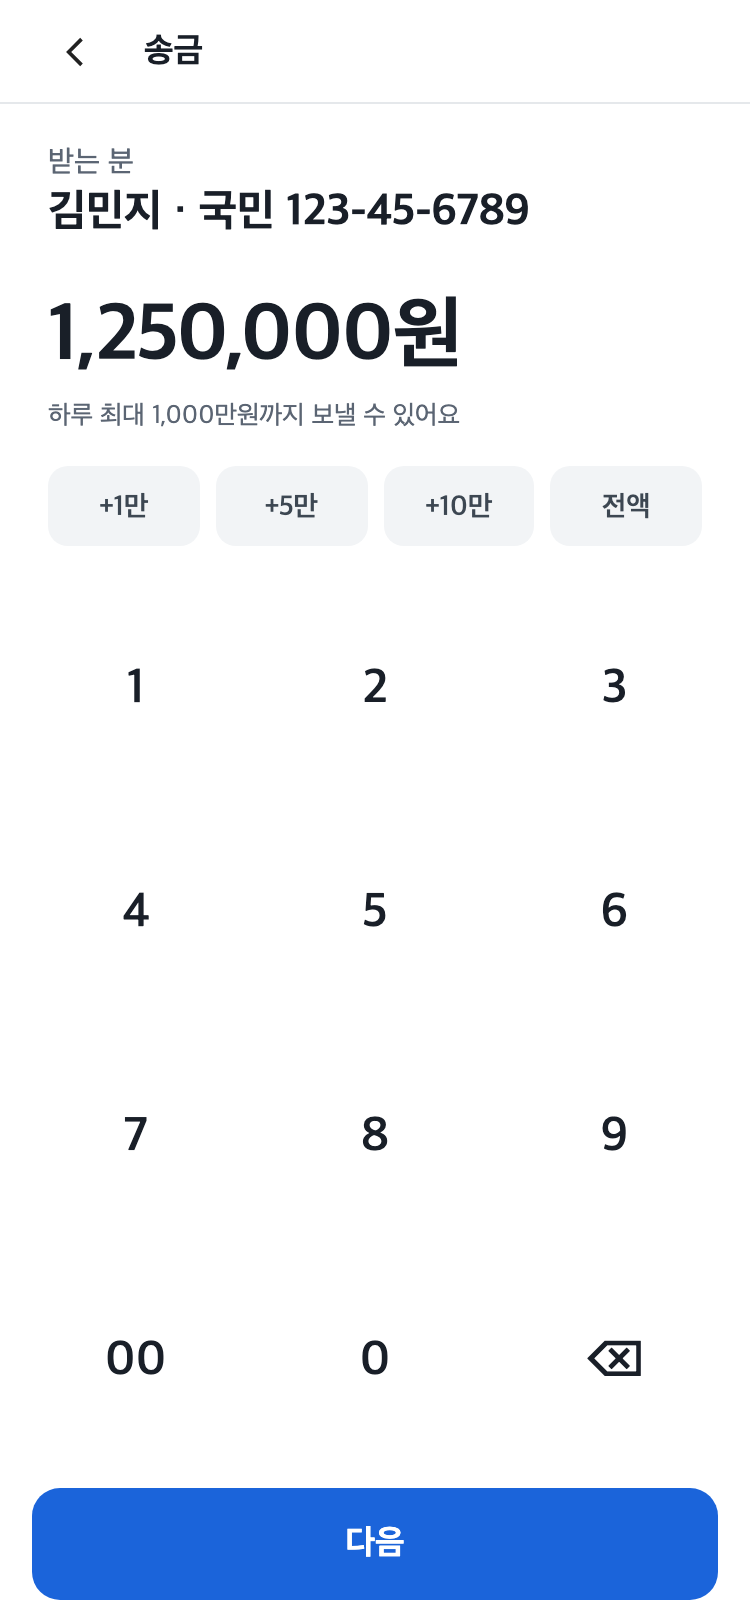 송금
받는 분
김민지 · 국민 123-45-6789
1,250,000원
하루 최대 1,000만원까지 보낼 수 있어요
+1만 +5만 +10만 전액
1 2 3
4 5 6
7 8 9
00 0
다음